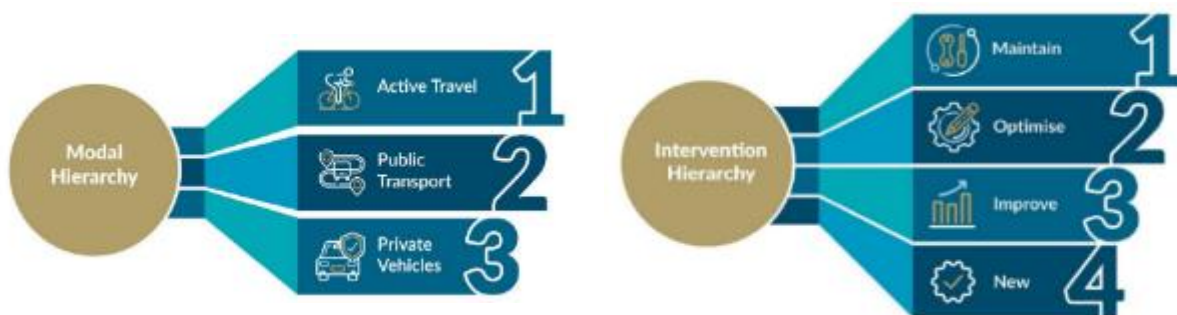 Modal
Hierarchy
Active Travel
1
Public
Transport
2
Private
Vehicles
3
Intervention
Hierarchy
Maintain
1
Optimise
2
Improve
3
New
4